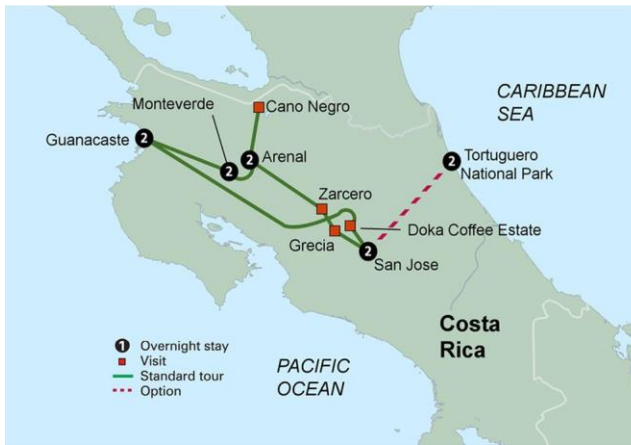 CARIBBEAN
SEA
Monteverde
Cano Negro
Guanacaste
2
2
2
Arenal
2
Tortuguero
National Park
Zarcero
Grecia
Doka Coffee Estate
2
San Jose
Costa
Rica
1 Overnight stay
Visit
Standard tour
Option
PACIFIC
OCEAN